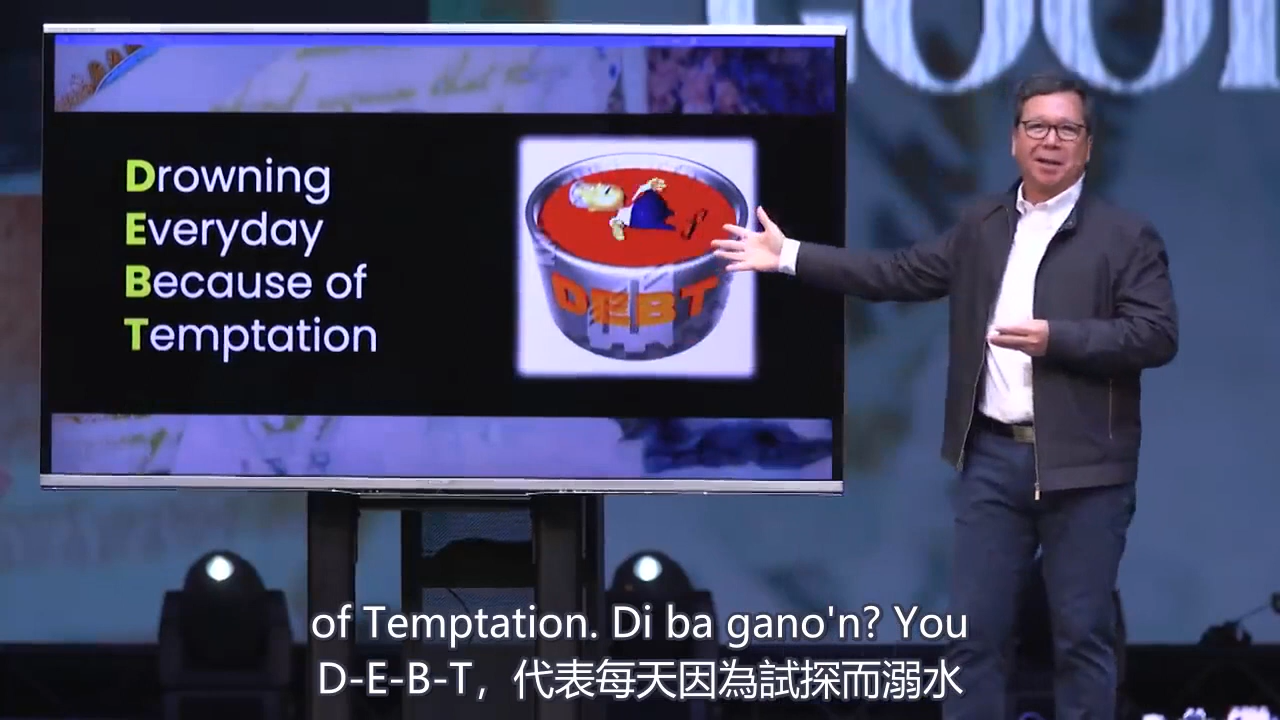 Drowning
Everyday
Because of
Temptation
DEBT
of Temptation. Di ba gano'n? You
D-E-B-T，代表每天因為試探而溺水